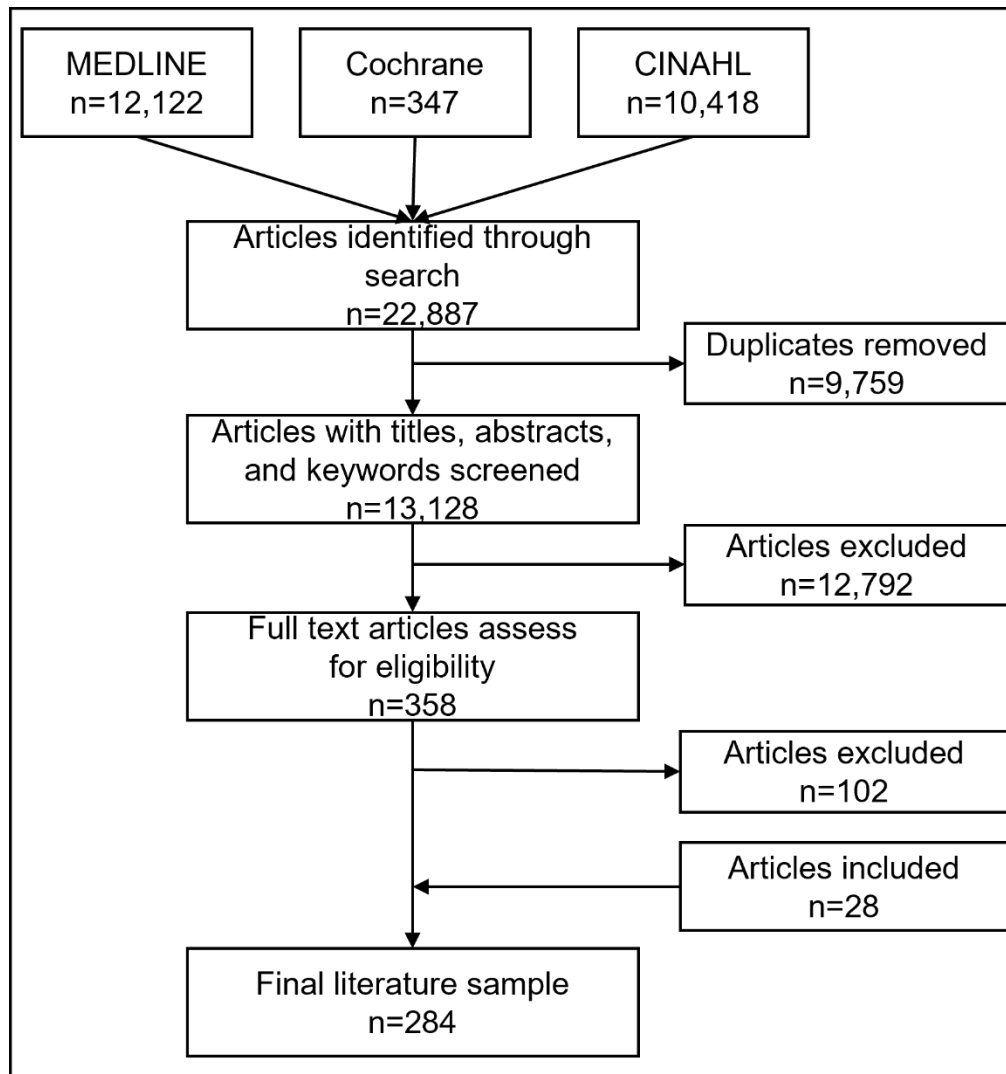 MEDLINE
n=12,122
Cochrane
n=347
CINAHL
n=10,418
Articles identified through
search
n=22,887
Duplicates removed
n=9,759
Articles with titles, abstracts,
and keywords screened
n=13,128
Articles excluded
n=12,792
Full text articles assess
for eligibility
n=358
Articles excluded
n=102
Articles included
n=28
Final literature sample
n=284